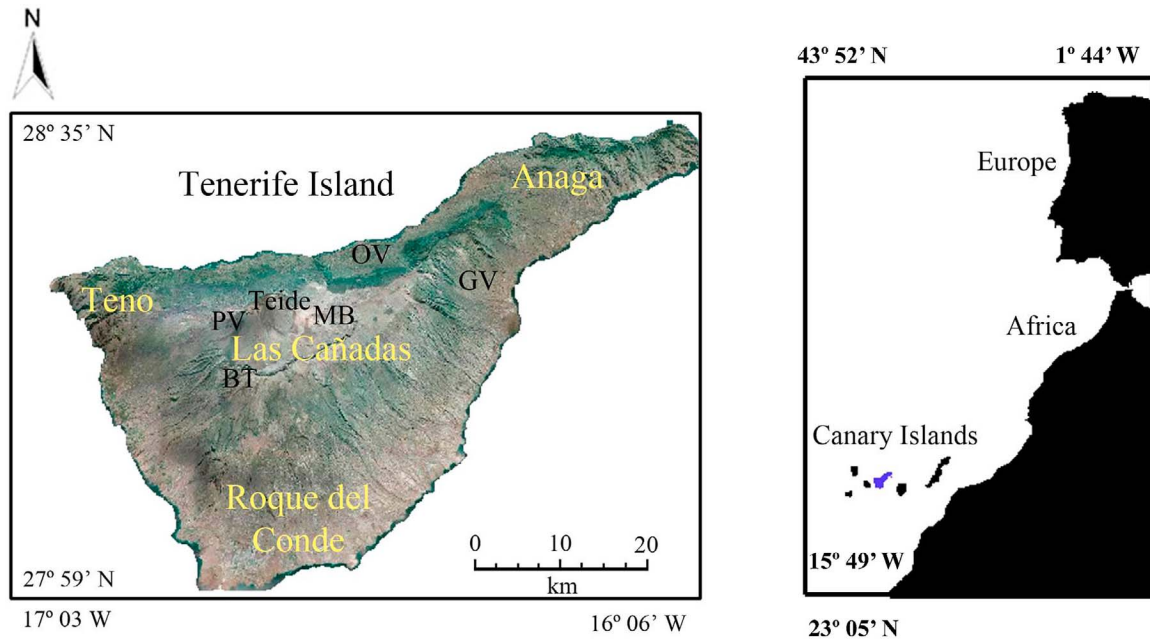 N
28º 35’ N
Tenerife Island
Anaga
OV
GV
Teno
Teide
PV
MB
Las Cañadas
BT
Roque del
Conde
0 10 20
km
27º 59’ N
17º 03 W
16º 06’ W
43º 52’ N
1º 44’ W
Europe
Africa
Canary Islands
15º 49’ W
23º 05’ N